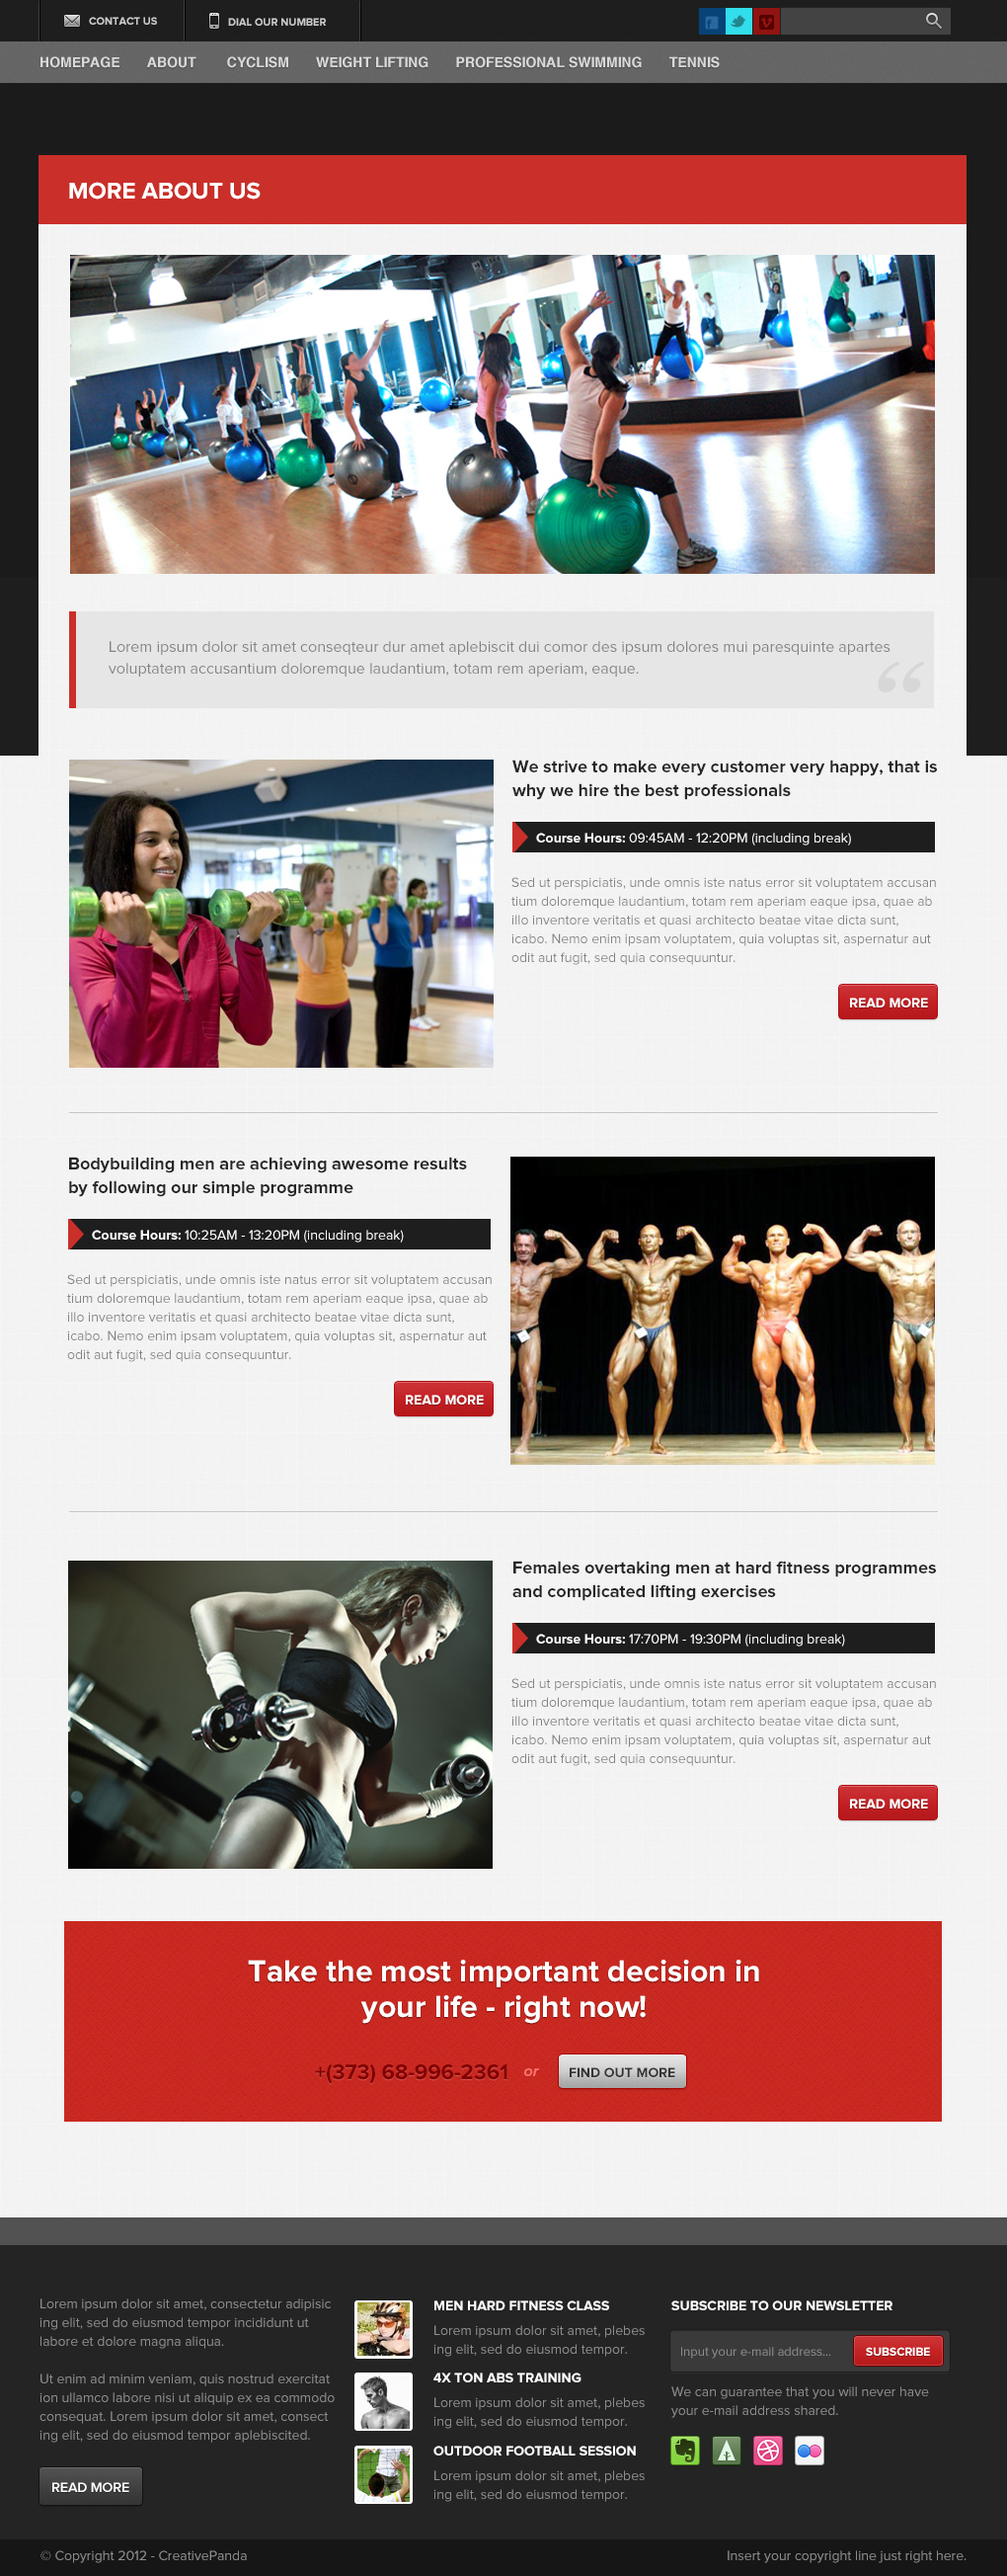 CONTACT US
DIAL OUR NUMBER
HOMEPAGE ABOUT CYCLISM WEIGHT LIFTING PROFESSIONAL SWIMMING TENNIS
MORE ABOUT US
Lorem ipsum dolor sit amet conseqteur dur amet aplebiscit dui comor des ipsum dolores mui paresquinte apartes
voluptatem accusantium doloremque laudantium, totam rem aperiam, eaque.
We strive to make every customer very happy, that is
why we hire the best professionals
Course Hours: 09:45AM - 12:20PM (including break)
Sed ut perspiciatis, unde omnis iste natus error sit voluptatem accusan
tium doloremque laudantium, totam rem aperiam eaque ipsa, quae ab
illo inventore veritatis et quasi architecto beatae vitae dicta sunt,
icabo. Nemo enim ipsam voluptatem, quia voluptas sit, aspernatur aut
odit aut fugit, sed quia consequuntur.
READ MORE
Bodybuilding men are achieving awesome results
by following our simple programme
Course Hours: 10:25AM - 13:20PM (including break)
Sed ut perspiciatis, unde omnis iste natus error sit voluptatem accusan
tium doloremque laudantium, totam rem aperiam eaque ipsa, quae ab
illo inventore veritatis et quasi architecto beatae vitae dicta sunt,
icabo. Nemo enim ipsam voluptatem, quia voluptas sit, aspernatur aut
odit aut fugit, sed quia consequuntur.
READ MORE
Females overtaking men at hard fitness programmes
and complicated lifting exercises
Course Hours: 17:70PM - 19:30PM (including break)
Sed ut perspiciatis, unde omnis iste natus error sit voluptatem accusan
tium doloremque laudantium, totam rem aperiam eaque ipsa, quae ab
illo inventore veritatis et quasi architecto beatae vitae dicta sunt,
icabo. Nemo enim ipsam voluptatem, quia voluptas sit, aspernatur aut
odit aut fugit, sed quia consequuntur.
READ MORE
Take the most important decision in
your life - right now!
+(373) 68-996-2361 or FIND OUT MORE
Lorem ipsum dolor sit amet, consectetur adipisic
ing elit, sed do eiusmod tempor incididunt ut
labore et dolore magna aliqua.
Ut enim ad minim veniam, quis nostrud exercitat
ion ullamco labore nisi ut aliquip ex ea commodo
consequat. Lorem ipsum dolor sit amet, consect
ing elit, sed do eiusmod tempor aplebiscited.
READ MORE
MEN HARD FITNESS CLASS
Lorem ipsum dolor sit amet, plebes
ing elit, sed do eiusmod tempor.
4X TON ABS TRAINING
Lorem ipsum dolor sit amet, plebes
ing elit, sed do eiusmod tempor.
OUTDOOR FOOTBALL SESSION
Lorem ipsum dolor sit amet, plebes
ing elit, sed do eiusmod tempor.
SUBSCRIBE TO OUR NEWSLETTER
Input your e-mail address...
SUBSCRIBE
We can guarantee that you will never have
your e-mail address shared.
© Copyright 2012 - CreativePanda
Insert your copyright line just right here.